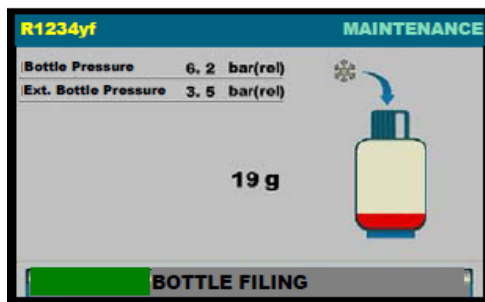 R1234yf MAINTENANCE
Bottle Pressure 6, 2 bar(rel)
Ext. Bottle Pressure 3, 5 bar(rel)
19 g
BOTTLE FILING